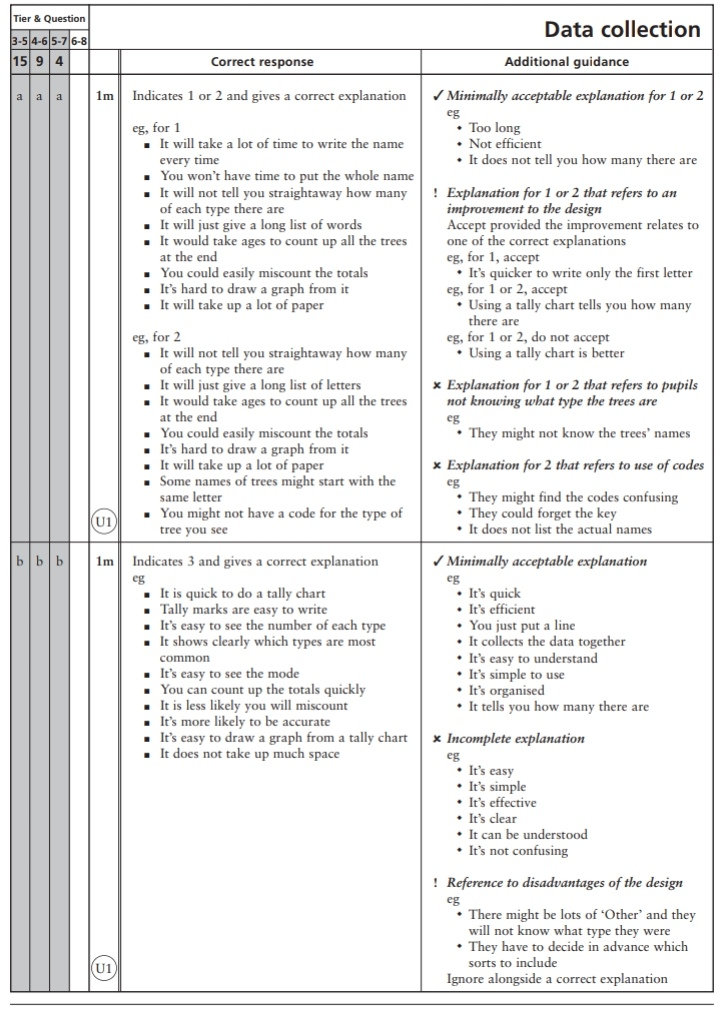 Tier & Question
3-5 4-6 5-7 6-8
Data collection
15 9 4
Correct response
Additional guidance
a a a
1m
Indicates 1 or 2 and gives a correct explanation
eg, for 1
■ It will take a lot of time to write the name
every time
■ You won't have time to put the whole name
■ It will not tell you straightaway how many
of each type there are
■ It will just give a long list of words
■ It would take ages to count up all the trees
at the end
■ You could easily miscount the totals
■ It's hard to draw a graph from it
■ It will take up a lot of paper
eg, for 2
■ It will not tell you straightaway how many
of each type there are
■ It will just give a long list of letters
■ It would take ages to count up all the trees
at the end
■ You could easily miscount the totals
■ It's hard to draw a graph from it
■ It will take up a lot of paper
■ Some names of trees might start with the
same letter
■ You might not have a code for the type of
tree you see
U1
✓ Minimally acceptable explanation for 1 or 2
eg
• Too long
• Not efficient
• It does not tell you how many there are
! Explanation for 1 or 2 that refers to an
improvement to the design
Accept provided the improvement relates to
one of the correct explanations
eg, for 1, accept
• It's quicker to write only the first letter
eg, for 1 or 2, accept
• Using a tally chart tells you how many
there are
eg, for 1 or 2, do not accept
• Using a tally chart is better
× Explanation for 1 or 2 that refers to pupils
not knowing what type the trees are
eg
• They might not know the trees' names
× Explanation for 2 that refers to use of codes
eg
• They might find the codes confusing
• They could forget the key
• It does not list the actual names
b b b
1m
Indicates 3 and gives a correct explanation
eg
■ It is quick to do a tally chart
■ Tally marks are easy to write
■ It's easy to see the number of each type
■ It shows clearly which types are most
common
■ It's easy to see the mode
■ You can count up the totals quickly
■ It is less likely you will miscount
■ It's more likely to be accurate
■ It's easy to draw a graph from a tally chart
■ It does not take up much space
U1
✓ Minimally acceptable explanation
eg
• It's quick
• It's efficient
• You just put a line
• It collects the data together
• It's easy to understand
• It's simple to use
• It's organised
• It tells you how many there are
× Incomplete explanation
eg
• It's easy
• It's simple
• It's effective
• It's clear
• It can be understood
• It's not confusing
! Reference to disadvantages of the design
eg
• There might be lots of 'Other' and they
will not know what type they were
• They have to decide in advance which
sorts to include
Ignore alongside a correct explanation